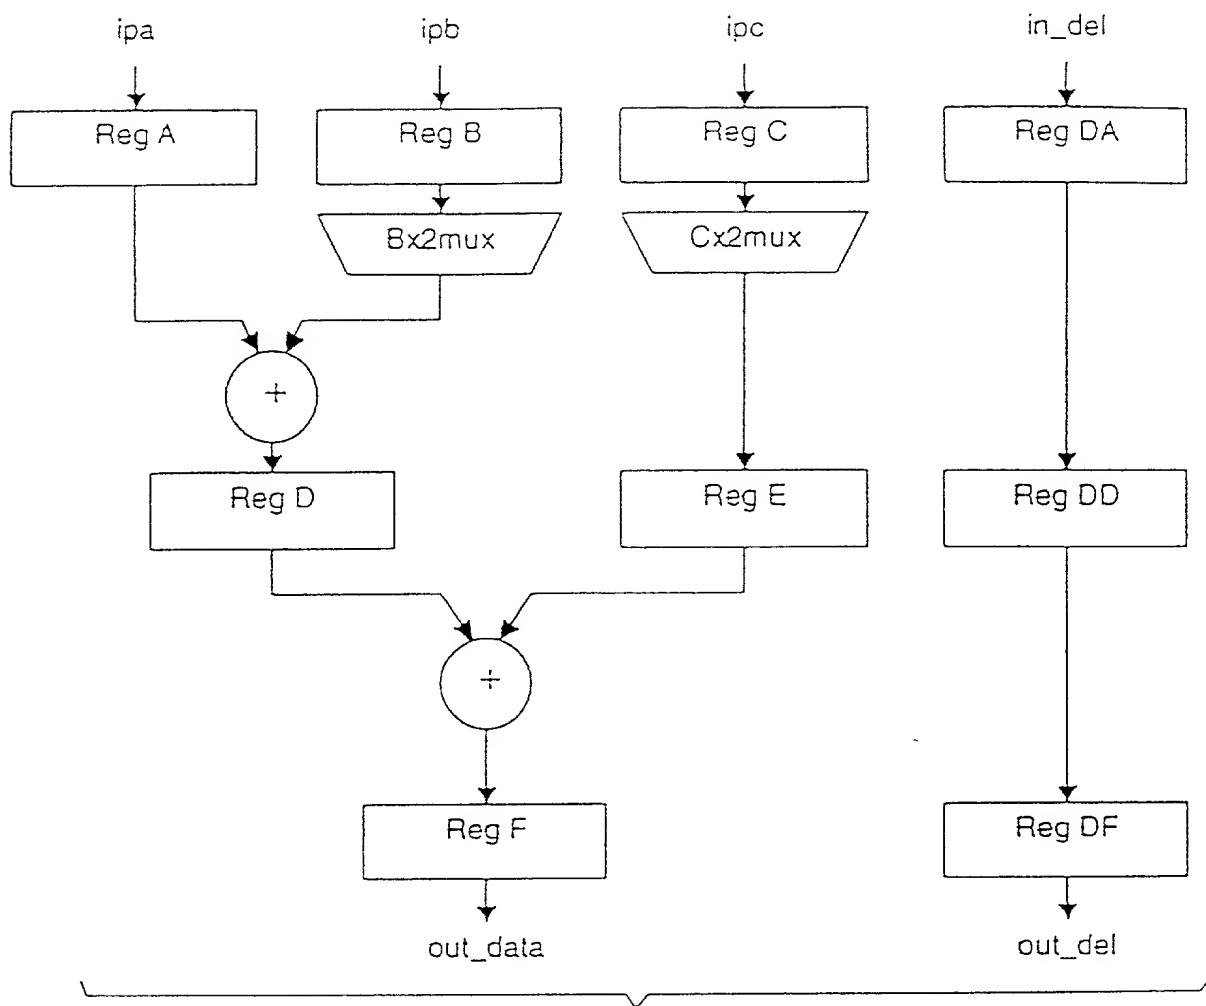 ipa ipb ipc in_del
Reg A Reg B Reg C Reg DA
Bx2mux Cx2mux
+
Reg D Reg E Reg DD
+
Reg F Reg DF
out_data out_del